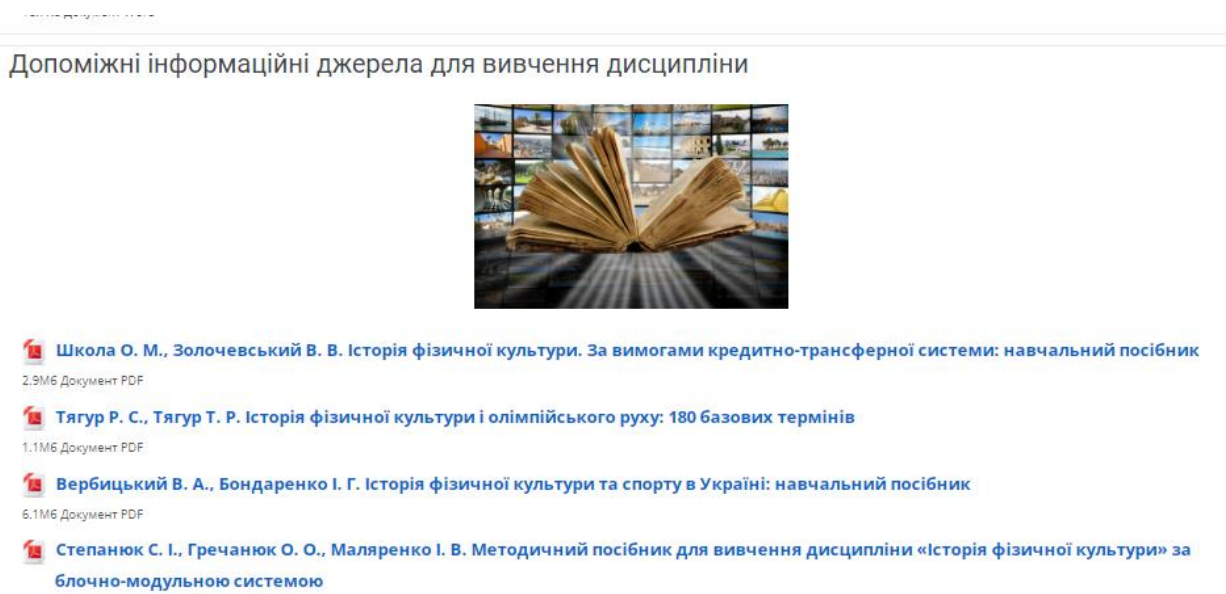 Допоміжні інформаційні джерела для вивчення дисципліни
Школа О. М., Золочевський В. В. Історія фізичної культури. За вимогами кредитно-трансферної системи: навчальний посібник
2.9Мб Документ PDF
Тягур Р. С., Тягур Т. Р. Історія фізичної культури і олімпійського руху: 180 базових термінів
1.1Мб Документ PDF
Вербицький В. А., Бондаренко І. Г. Історія фізичної культури та спорту в Україні: навчальний посібник
6.1Мб Документ PDF
Степанюк С. І., Гречанюк О. О., Маляренко І. В. Методичний посібник для вивчення дисципліни «Історія фізичної культури» за
блочно-модульною системою